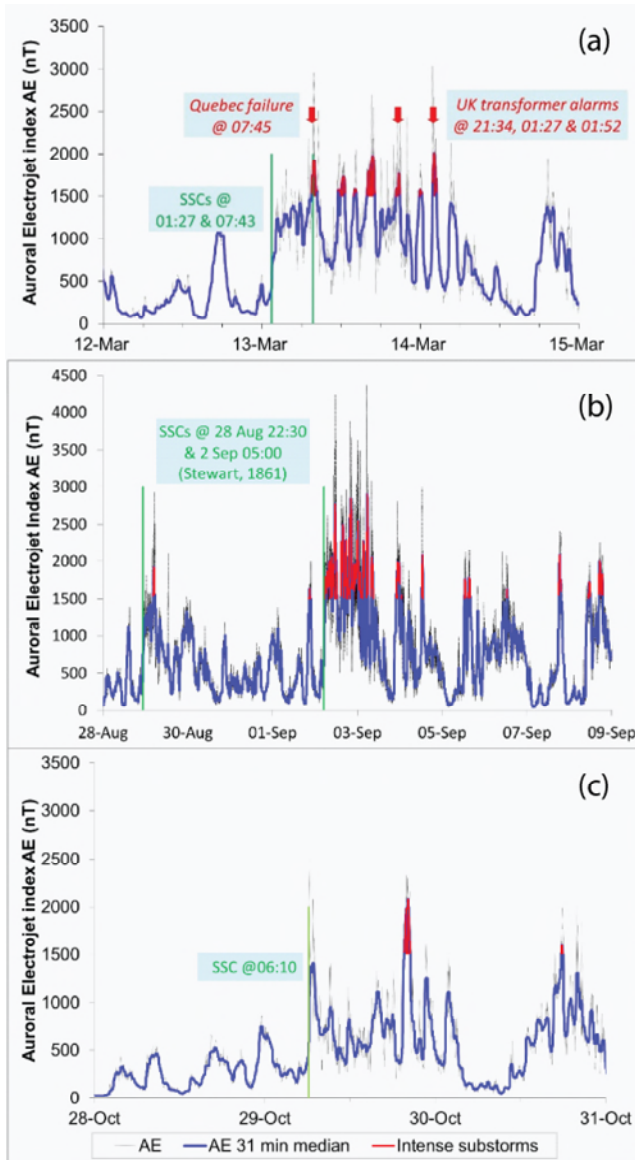 (a)
Auroral Electrojet index AE (nT)
3500
3000
2500
2000
1500
1000
500
0
Quebec failure
@ 07:45
UK transformer alarms
@ 21:34, 01:27 & 01:52
SSCs @
01:27 & 07:43
12-Mar
13-Mar
14-Mar
15-Mar
(b)
Auroral Electrojet Index AE (nT)
4500
4000
3500
3000
2500
2000
1500
1000
500
0
SSCs @ 28 Aug 22:30
& 2 Sep 05:00
(Stewart, 1861)
28-Aug
30-Aug
01-Sep
03-Sep
05-Sep
07-Sep
09-Sep
(c)
Auroral Electrojet index AE (nT)
3500
3000
2500
2000
1500
1000
500
0
SSC @06:10
28-Oct
29-Oct
30-Oct
31-Oct
AE
AE 31 min median
Intense substorms